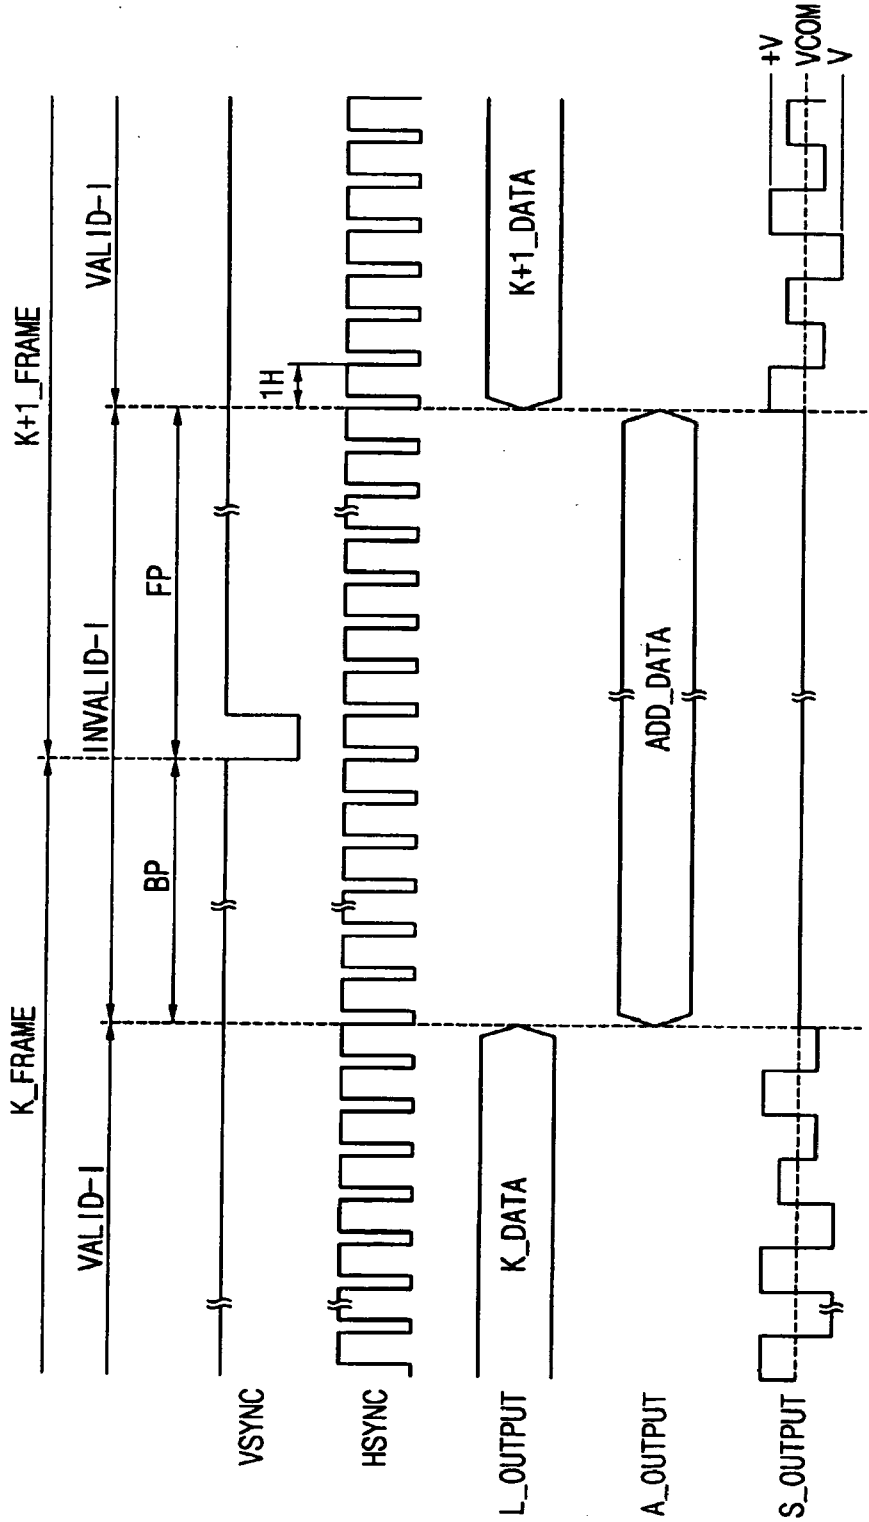 K_FRAME
K+1_FRAME
VALID-I
INVALID-I
VALID-I
BP
FP
VSYNC
1H
HSYNC
L_OUTPUT
K_DATA
K+1_DATA
A_OUTPUT
ADD_DATA
S_OUTPUT
+V
VCOM
V